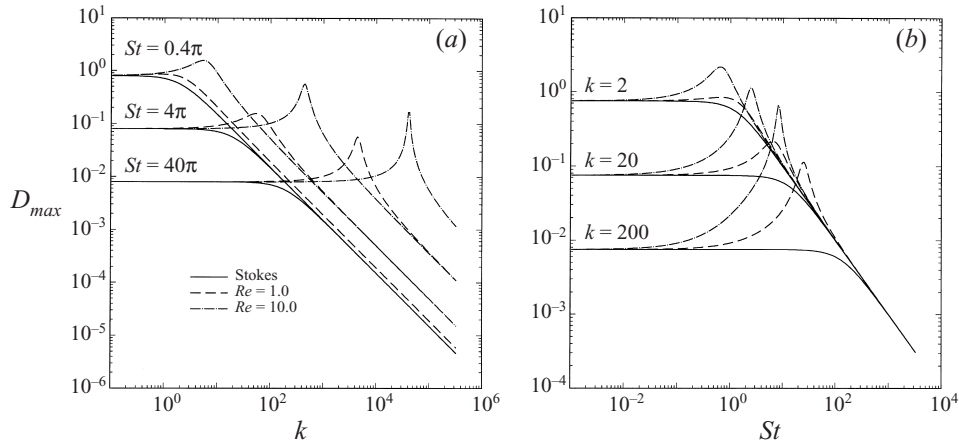 (a)
St = 0.4π
St = 4π
St = 40π
Stokes
Re = 1.0
Re = 10.0
D_max
10^1
10^0
10^-1
10^-2
10^-3
10^-4
10^-5
10^-6
10^0
10^2
10^4
10^6
k
(b)
k = 2
k = 20
k = 200
10^1
10^0
10^-1
10^-2
10^-3
10^-4
10^-2
10^0
10^2
10^4
St